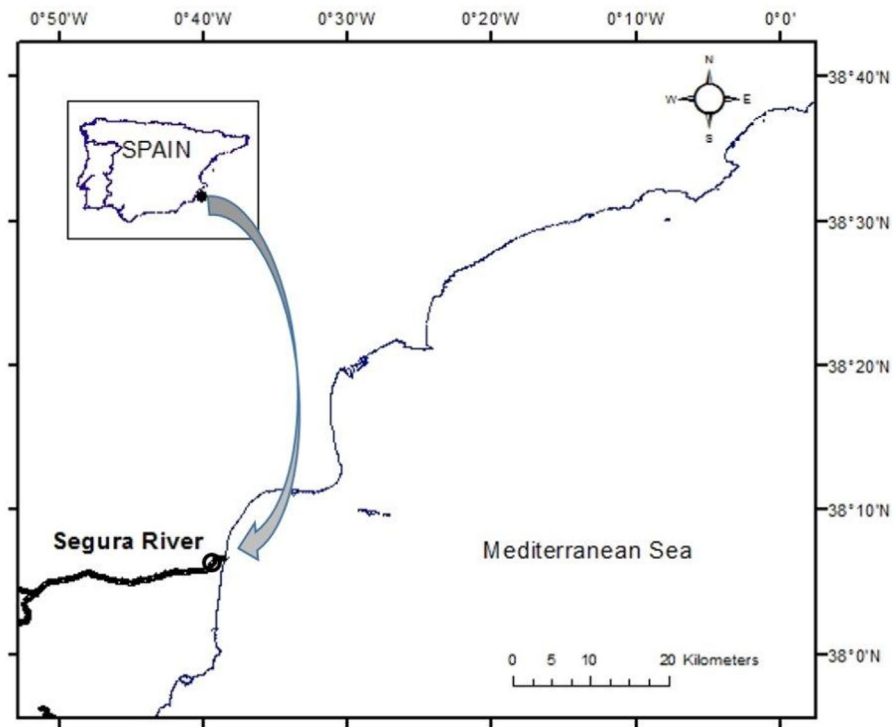 0°50'W 0°40'W 0°30'W 0°20'W 0°10'W 0°0'
N
W E
S
38°40'N
SPAIN
38°30'N
38°20'N
38°10'N
Segura River
Mediterranean Sea
38°0'N
0 5 10 20 Kilometers